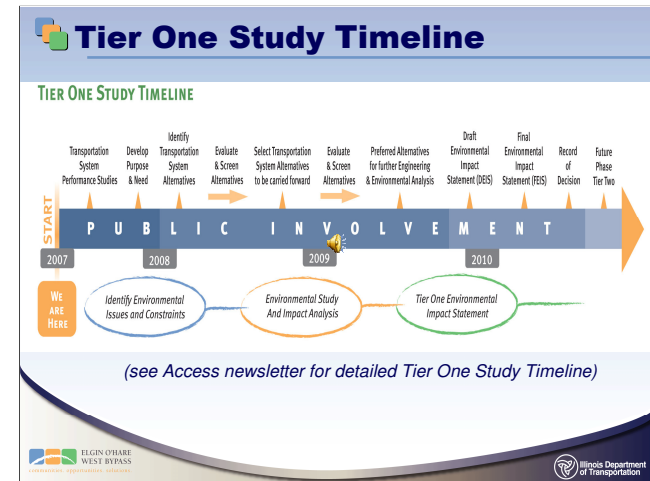 Tier One Study Timeline
TIER ONE STUDY TIMELINE
Transportation
System
Performance Studies
Develop
Purpose
& Need
Identify
Transportation
System
Alternatives
Evaluate
& Screen
Alternatives
Select Transportation
System Alternatives
to be carried forward
Evaluate
& Screen
Alternatives
Preferred Alternatives
for further Engineering
& Environmental Analysis
Draft
Environmental
Impact
Statement (DEIS)
Final
Environmental
Impact
Statement (FEIS)
Record
of
Decision
Future
Phase
Tier Two
START
PUBLIC INVOLVEMENT
2007
2008
2009
2010
WE
ARE
HERE
Identify Environmental
Issues and Constraints
Environmental Study
And Impact Analysis
Tier One Environmental
Impact Statement
(see Access newsletter for detailed Tier One Study Timeline)
ELGIN O'HARE
WEST BYPASS
communities. opportunities. solutions.
Illinois Department
of Transportation